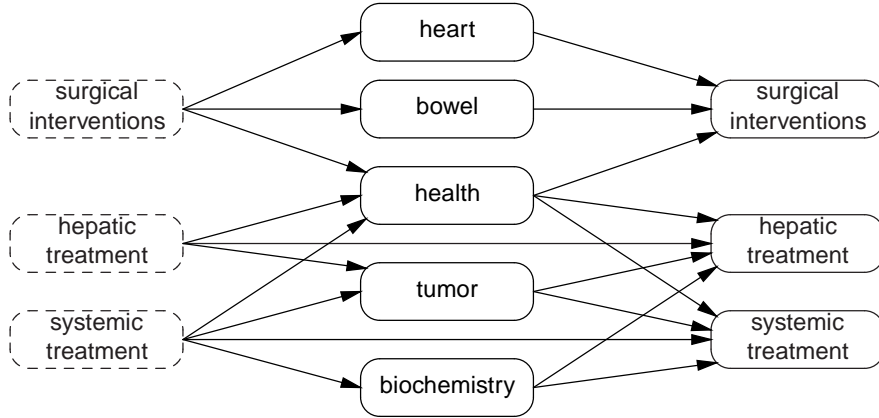 heart
surgical
interventions
bowel
surgical
interventions
health
hepatic
treatment
hepatic
treatment
tumor
systemic
treatment
systemic
treatment
biochemistry